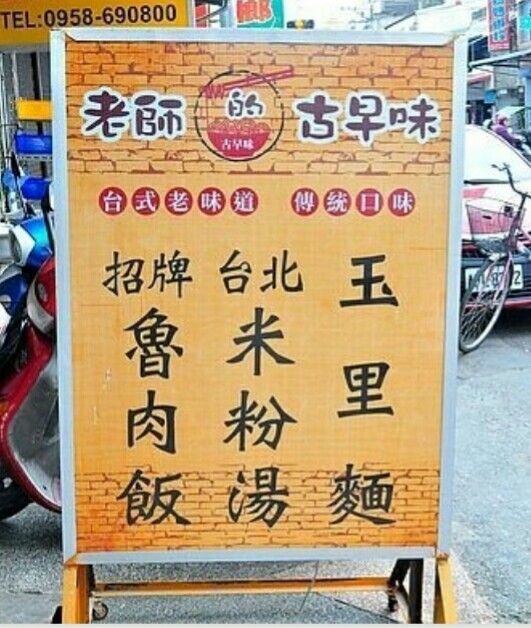 TEL:0958-690800
老師的古早味
古早味
台式老味道 傳統口味
玉里麵
台北米粉湯
招牌魯肉飯